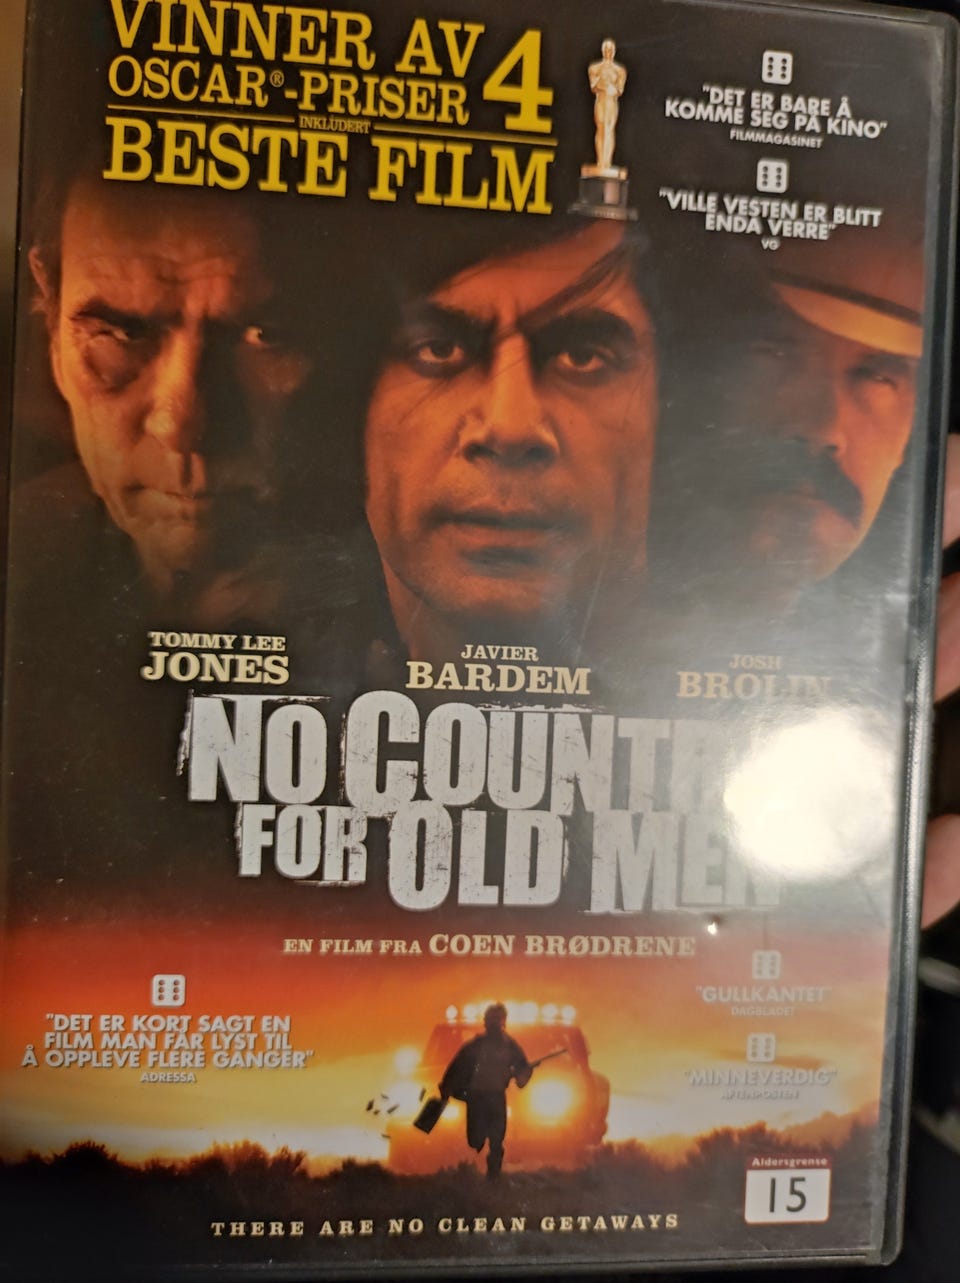 VINNER AV
OSCAR®-PRISER 4
INKLUDERT
BESTE FILM
"DET ER BARE Å
KOMME SEG PÅ KINO"
FILMMAGASINET
"VILLE VESTEN ER BLITT
ENDA VERRE"
VG
TOMMY LEE
JONES
JAVIER
BARDEM
JOSH
BROLIN
NO COUNTRY
FOR OLD MEN
EN FILM FRA COEN BRØDRENE
"DET ER KORT SAGT EN
FILM MAN FÅR LYST TIL
Å OPPLEVE FLERE GANGER"
ADRESSA
"GULLKANTET"
DAGBLADET
"MINNEVERDIG"
AFTENPOSTEN
Aldersgrense
15
THERE ARE NO CLEAN GETAWAYS